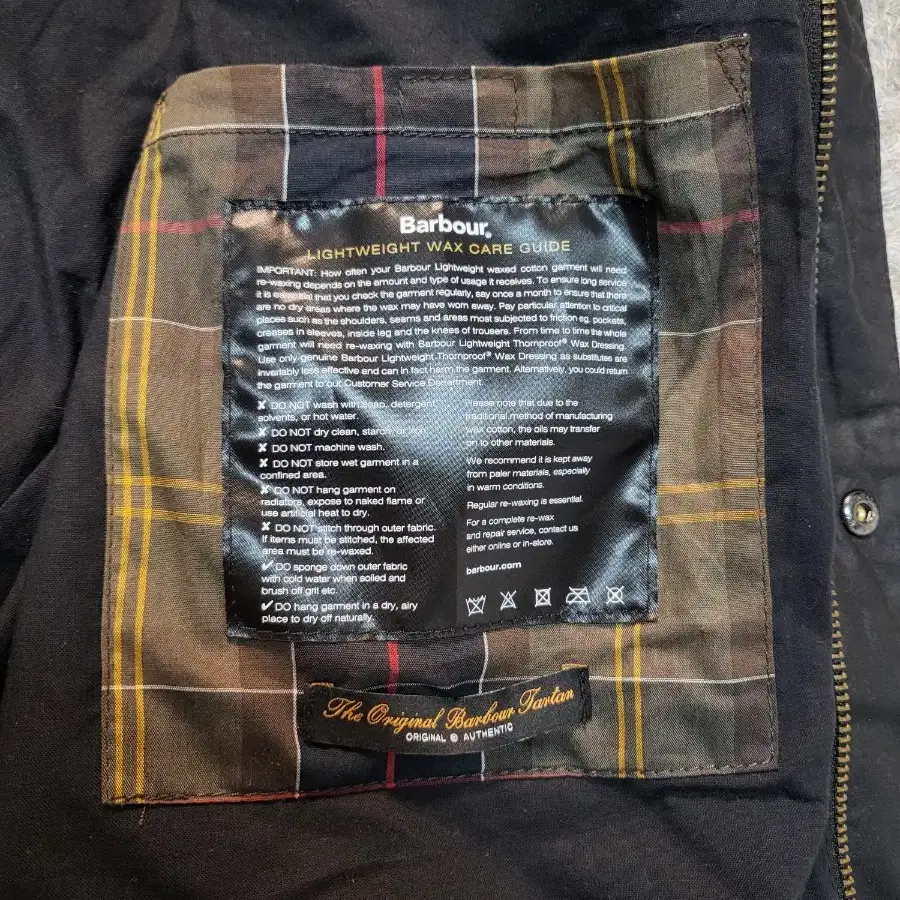 Barbour.
LIGHTWEIGHT WAX CARE GUIDE
IMPORTANT: How often your Barbour Lightweight waxed cotton garment will need
re-waxing depends on the amount and type of usage it receives. To ensure long service
it is essential that you check the garment regularly, say once a month to ensure that there
are no dry areas where the wax may have worn away. Pay particular attention to critical
places such as the shoulders, seams and areas most subjected to friction eg. pockets,
creases in sleeves, inside leg and the knees of trousers. From time to time the whole
garment will need re-waxing with Barbour Lightweight Thornproof® Wax Dressing.
Use only genuine Barbour Lightweight Thornproof® Wax Dressing as substitutes are
invariably less effective and can in fact harm the garment. Alternatively, you could return
the garment to our Customer Service Department.
✗ DO NOT wash with soap, detergent,
solvents, or hot water.
✗ DO NOT dry clean, starch or iron.
✗ DO NOT machine wash.
✗ DO NOT store wet garment in a
confined area.
✗ DO NOT hang garment on
radiators, expose to naked flame or
use artificial heat to dry.
✗ DO NOT stitch through outer fabric.
If items must be stitched, the affected
area must be re-waxed.
✓ DO sponge down outer fabric
with cold water when soiled and
brush off grit etc.
✓ DO hang garment in a dry, airy
place to dry off naturally.
Please note that due to the
traditional method of manufacturing
wax cotton, the oils may transfer
on to other materials.
We recommend it is kept away
from paler materials, especially
in warm conditions.
Regular re-waxing is essential.
For a complete re-wax
and repair service, contact us
either online or in-store.
barbour.com
The Original Barbour Tartan
ORIGINAL © AUTHENTIC